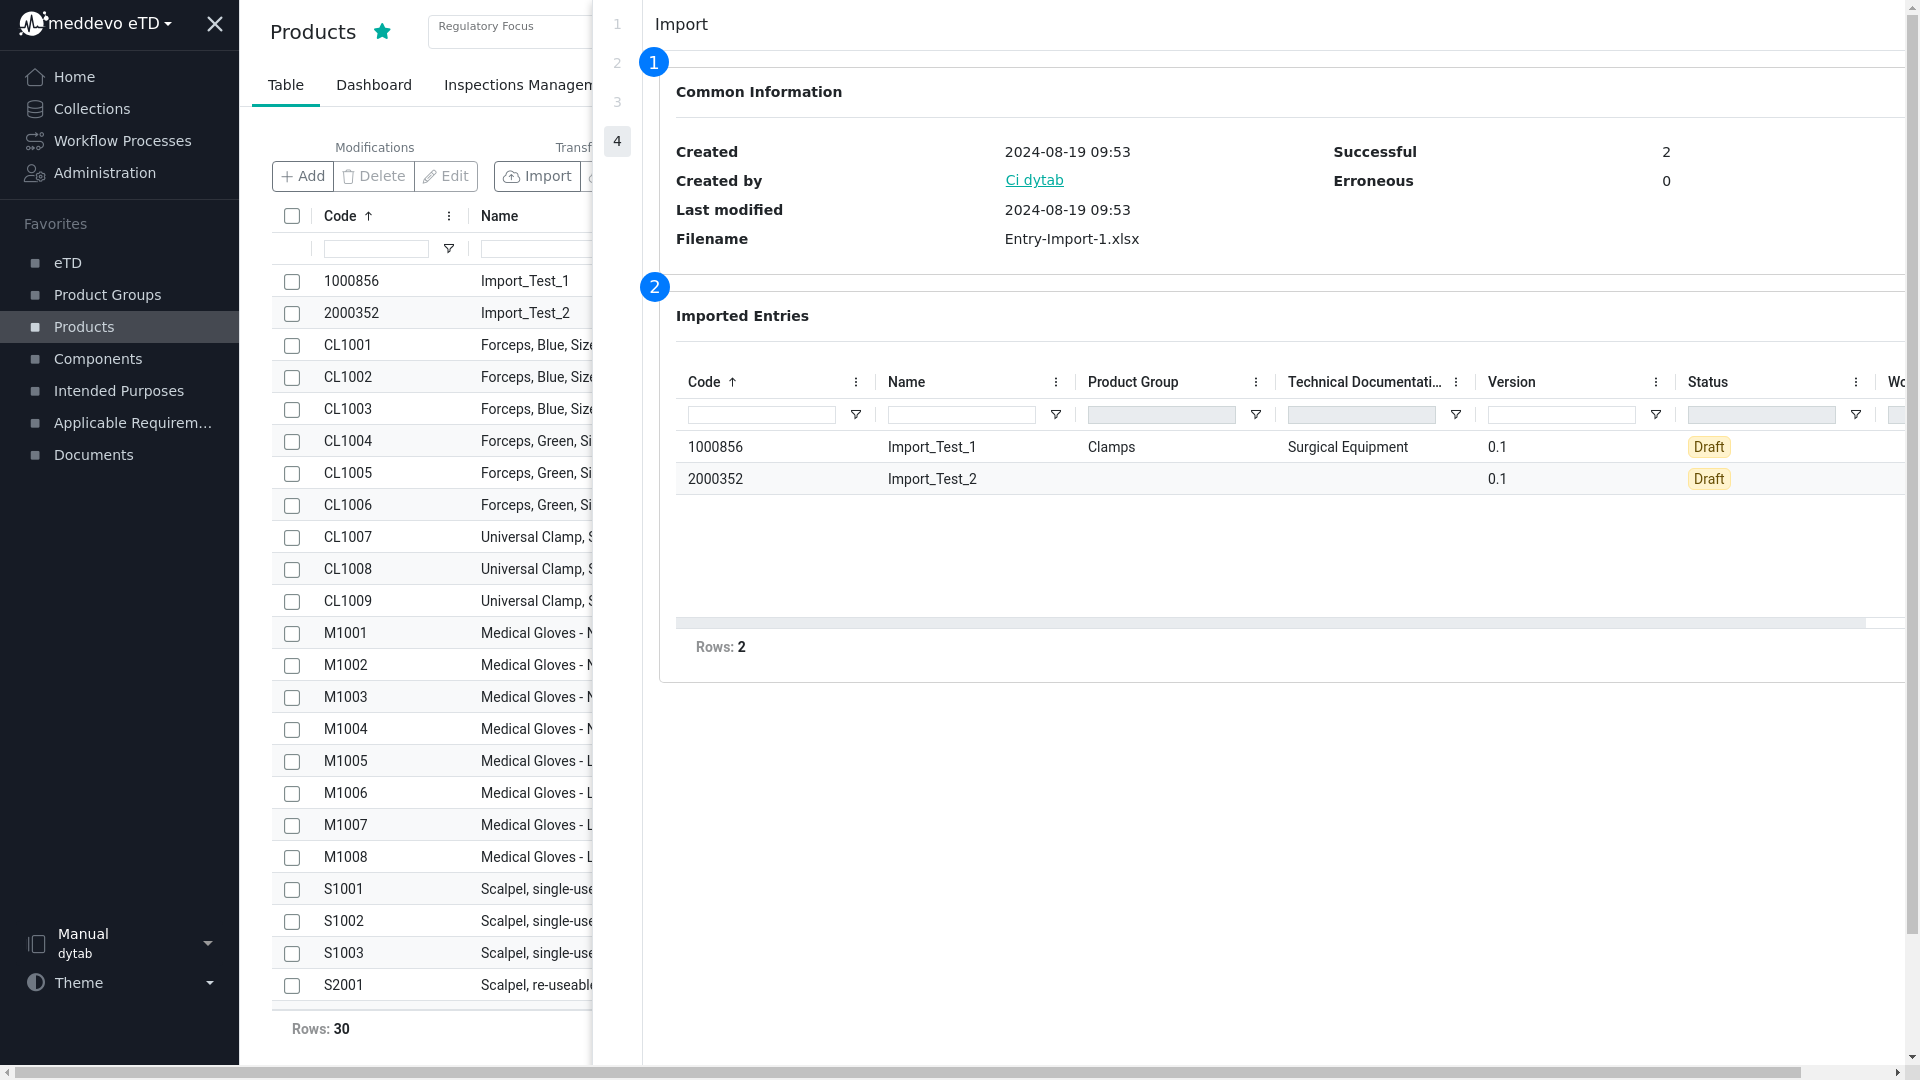 meddevo eTD
Home
Collections
Workflow Processes
Administration
Favorites
eTD
Product Groups
Products
Components
Intended Purposes
Applicable Requirem...
Documents
Manual
dytab
Theme
Products
Regulatory Focus
Table
Dashboard
Inspections Managem
Modifications
Transf
Add
Delete
Edit
Import
Code
Name
1000856 Import_Test_1
2000352 Import_Test_2
CL1001 Forceps, Blue, Size
CL1002 Forceps, Blue, Size
CL1003 Forceps, Blue, Size
CL1004 Forceps, Green, Si
CL1005 Forceps, Green, Si
CL1006 Forceps, Green, Si
CL1007 Universal Clamp, S
CL1008 Universal Clamp, S
CL1009 Universal Clamp, S
M1001 Medical Gloves - N
M1002 Medical Gloves - N
M1003 Medical Gloves - N
M1004 Medical Gloves - N
M1005 Medical Gloves - L
M1006 Medical Gloves - L
M1007 Medical Gloves - L
M1008 Medical Gloves - L
S1001 Scalpel, single-use
S1002 Scalpel, single-use
S1003 Scalpel, single-use
S2001 Scalpel, re-useable
Rows: 30
1
2
3
4
Import
1
Common Information
Created 2024-08-19 09:53 Successful 2
Created by Ci dytab Erroneous 0
Last modified 2024-08-19 09:53
Filename Entry-Import-1.xlsx
2
Imported Entries
Code Name Product Group Technical Documentati... Version Status Wo
1000856 Import_Test_1 Clamps Surgical Equipment 0.1 Draft
2000352 Import_Test_2 0.1 Draft
Rows: 2